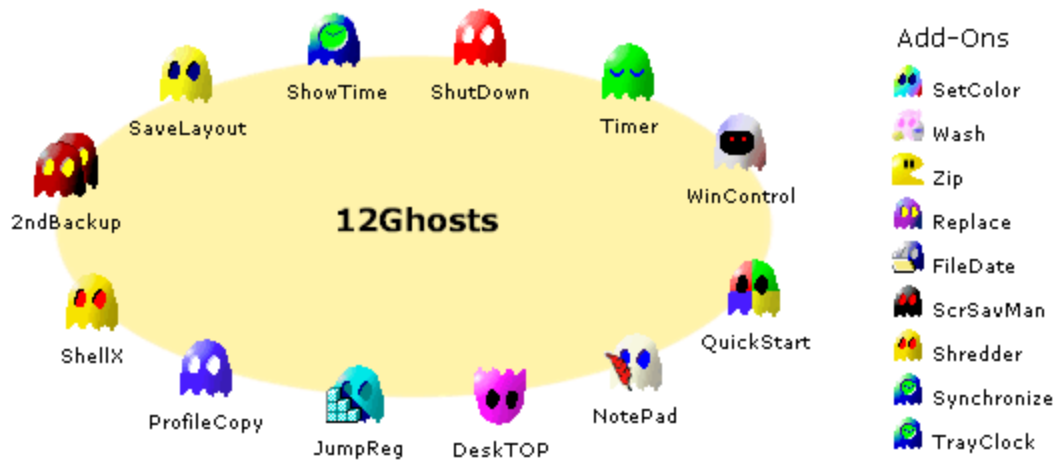 ShowTime
ShutDown
SaveLayout
Timer
WinControl
2ndBackup
12Ghosts
QuickStart
ShellX
NotePad
ProfileCopy
JumpReg
DeskTOP
Add-Ons
SetColor
Wash
Zip
Replace
FileDate
ScrSavMan
Shredder
Synchronize
TrayClock